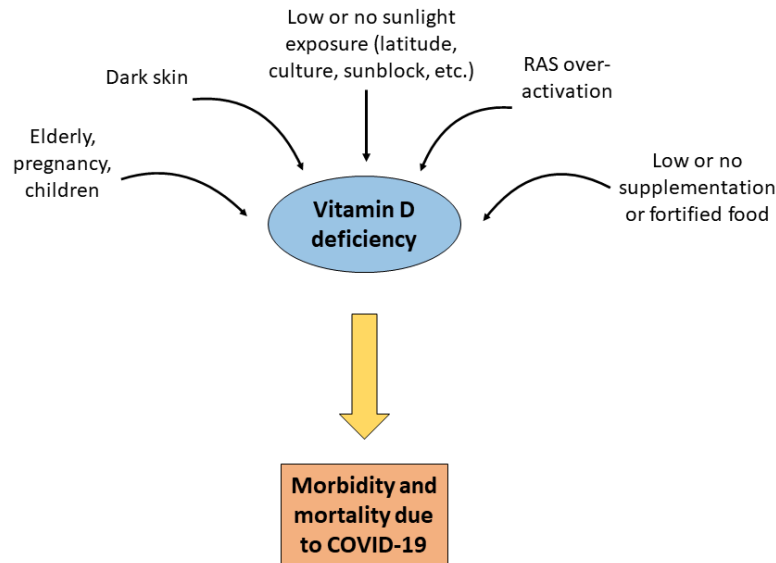 Low or no sunlight
exposure (latitude,
culture, sunblock, etc.)
Dark skin
RAS over-
activation
Elderly,
pregnancy,
children
Low or no
supplementation
or fortified food
Vitamin D
deficiency
Morbidity and
mortality due
to COVID-19